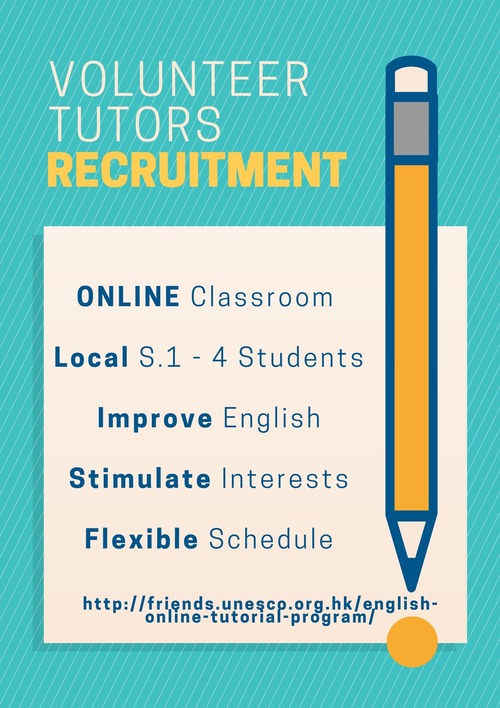 VOLUNTEER
TUTORS
RECRUITMENT
ONLINE Classroom
Local S.1 - 4 Students
Improve English
Stimulate Interests
Flexible Schedule
http://friends.unesco.org.hk/english-
online-tutorial-program/